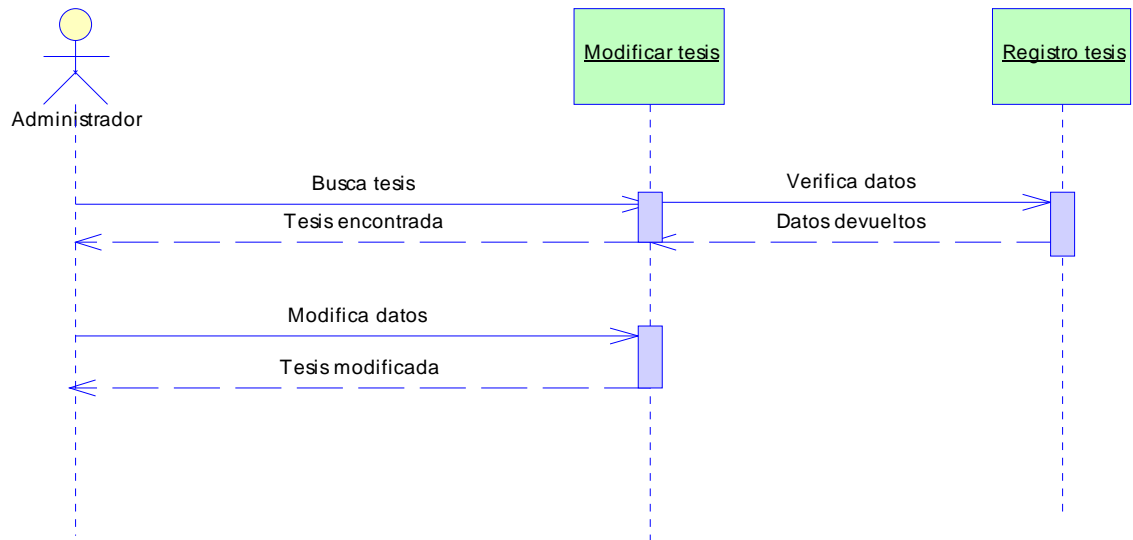 Modificar tesis
Registro tesis
Administrador
Busca tesis
Verifica datos
Tesis encontrada
Datos devueltos
Modifica datos
Tesis modificada